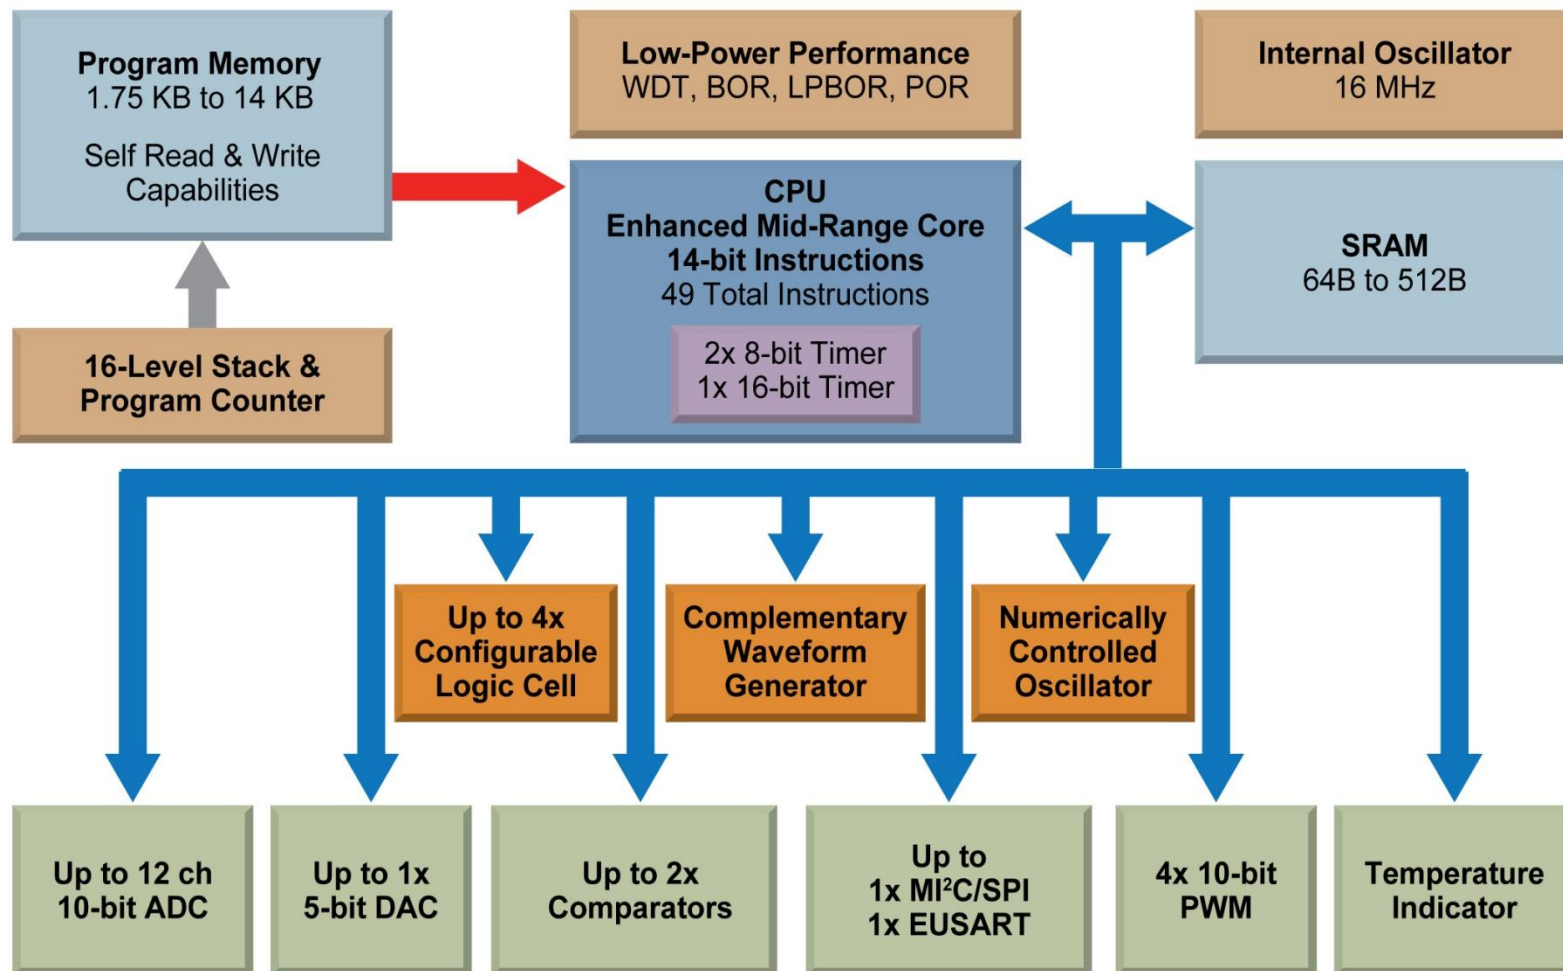 Program Memory
1.75 KB to 14 KB
Self Read & Write
Capabilities
Low-Power Performance
WDT, BOR, LPBOR, POR
Internal Oscillator
16 MHz
CPU
Enhanced Mid-Range Core
14-bit Instructions
49 Total Instructions
2x 8-bit Timer
1x 16-bit Timer
SRAM
64B to 512B
16-Level Stack &
Program Counter
Up to 4x
Configurable
Logic Cell
Complementary
Waveform
Generator
Numerically
Controlled
Oscillator
Up to 12 ch
10-bit ADC
Up to 1x
5-bit DAC
Up to 2x
Comparators
Up to
1x MI²C/SPI
1x EUSART
4x 10-bit
PWM
Temperature
Indicator